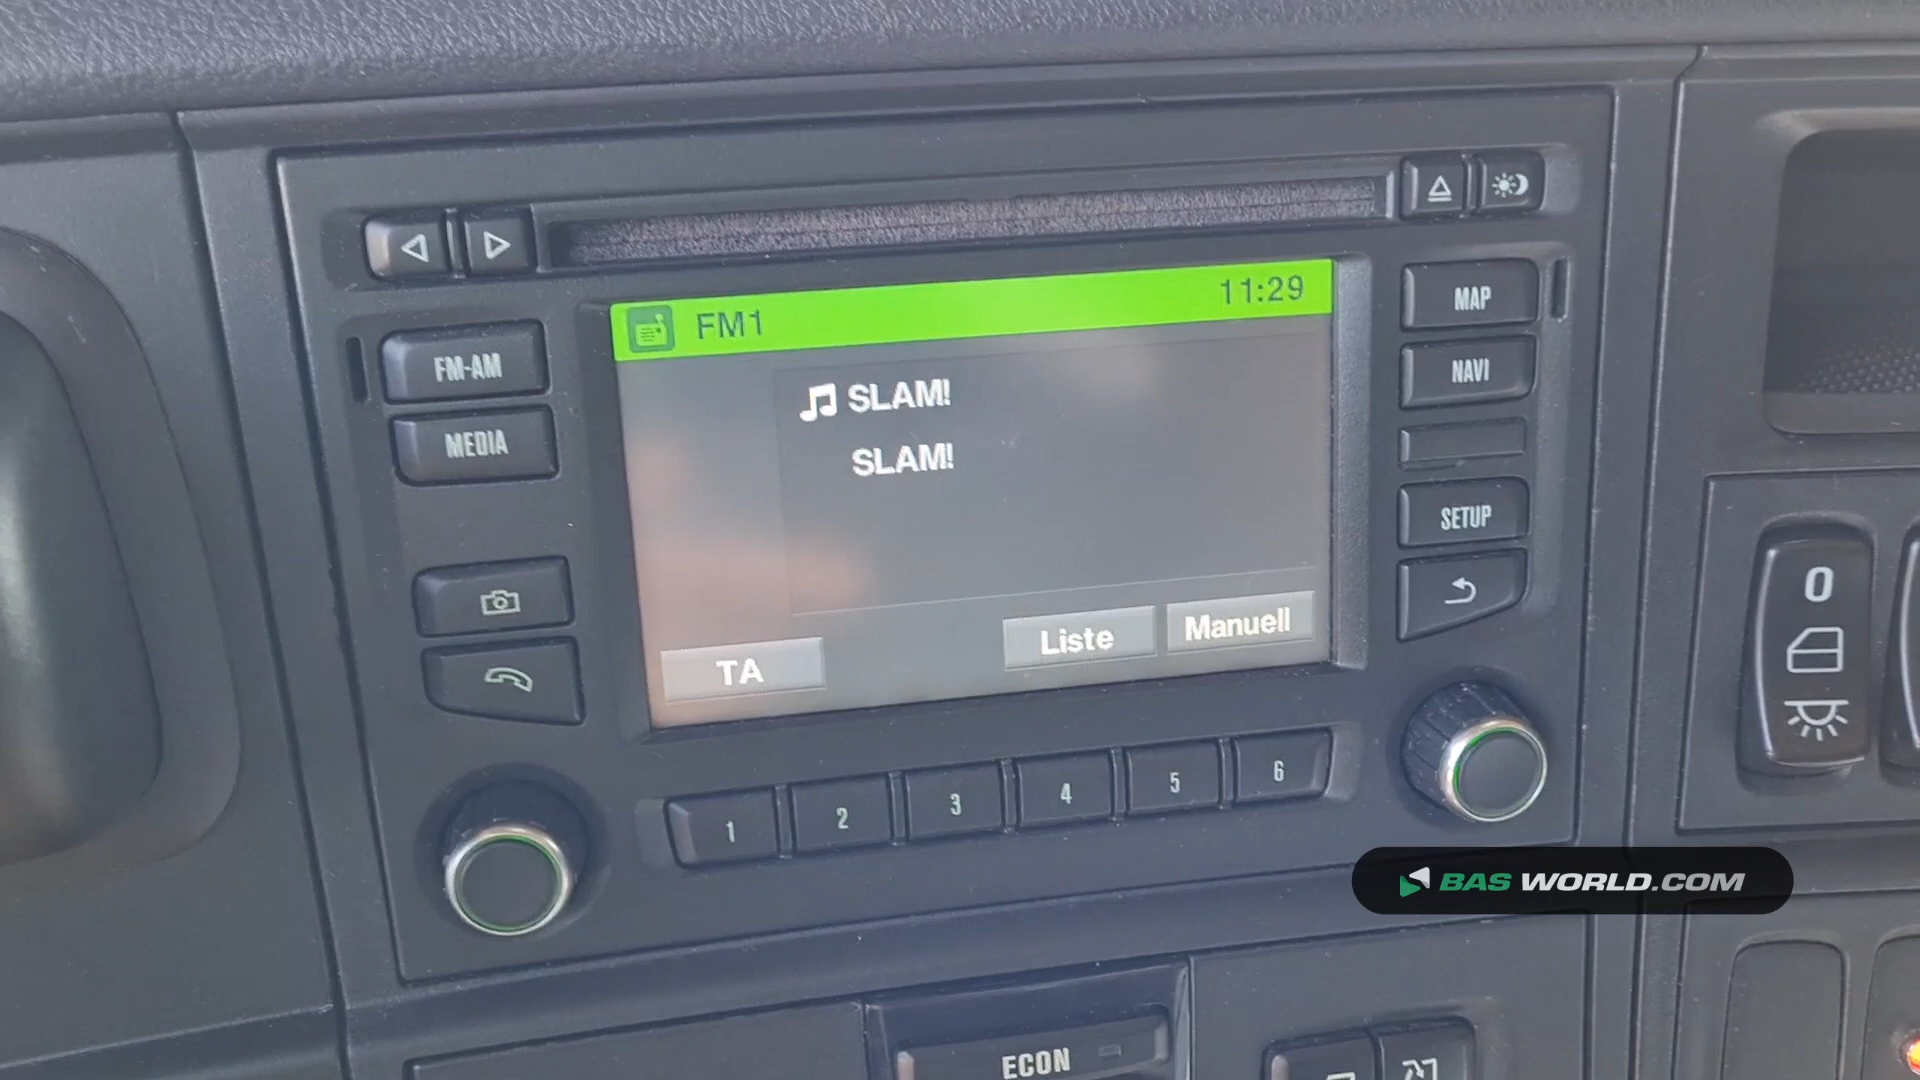 FM1 11:29
SLAM!
SLAM!
TA Liste Manuell
FM-AM
MEDIA
MAP
NAVI
SETUP
1 2 3 4 5 6
0
BAS WORLD.COM
ECON